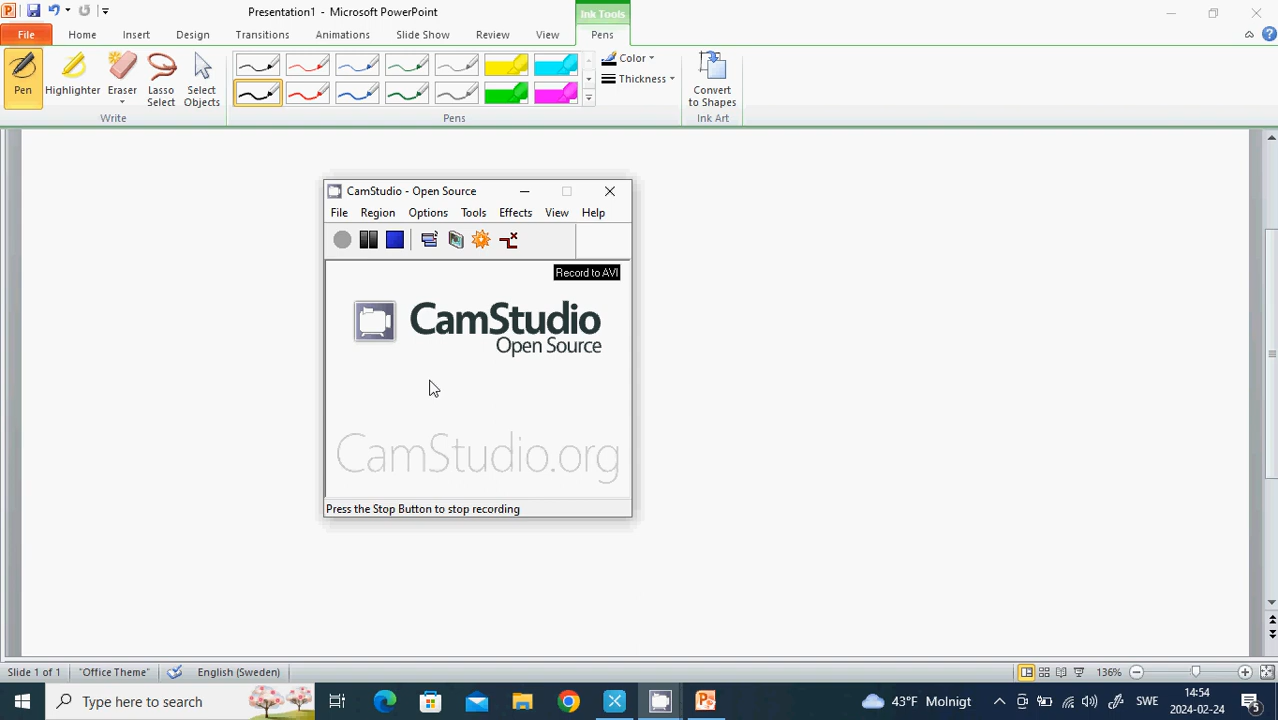 Presentation1 - Microsoft PowerPoint
Ink Tools
File Home Insert Design Transitions Animations Slide Show Review View Pens
Pen
Highlighter
Eraser
Lasso Select
Select Objects
Color
Thickness
Convert to Shapes
Write
Pens
Ink Art
CamStudio - Open Source
File Region Options Tools Effects View Help
Record to AVI
CamStudio
Open Source
CamStudio.org
Press the Stop Button to stop recording
Slide 1 of 1 "Office Theme" English (Sweden) 136%
Type here to search
43°F Molnigt
SWE
14:54
2024-02-24
5